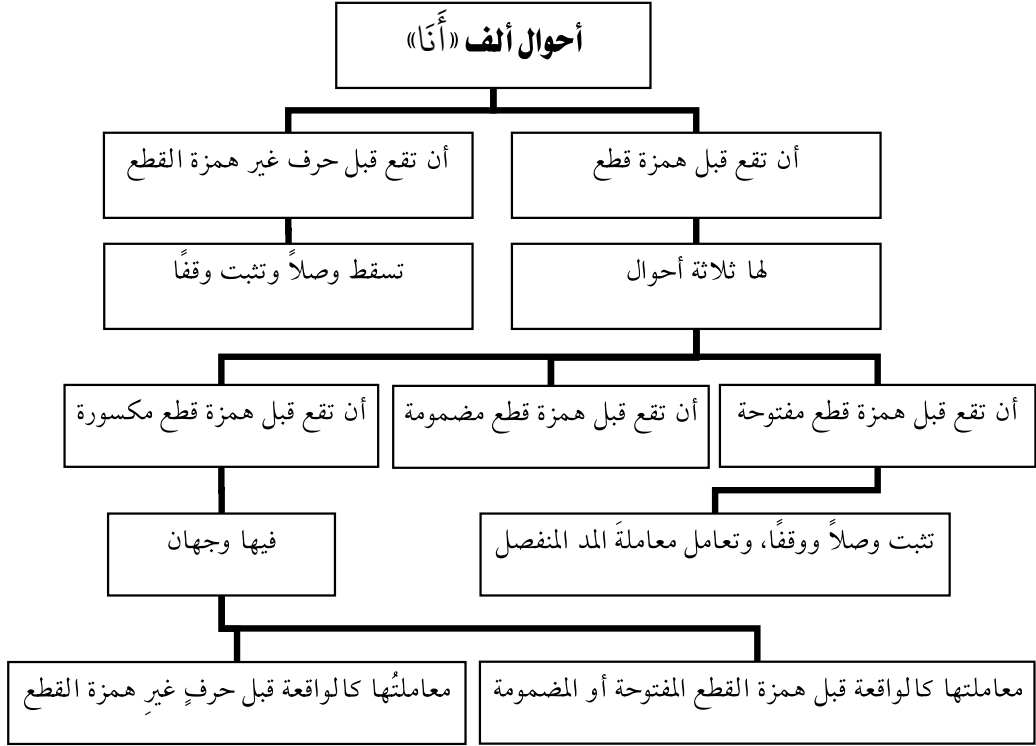 أحوال ألف «أَنَا»
أن تقع قبل همزة قطع
أن تقع قبل حرف غير همزة القطع
لها ثلاثة أحوال
تسقط وصلاً وتثبت وقفًا
أن تقع قبل همزة قطع مفتوحة
أن تقع قبل همزة قطع مضمومة
أن تقع قبل همزة قطع مكسورة
تثبت وصلاً ووقفًا، وتعامل معاملةَ المد المنفصل
فيها وجهان
معاملتها كالواقعة قبل همزة القطع المفتوحة أو المضمومة
معاملتُها كالواقعة قبل حرفٍ غيرِ همزة القطع